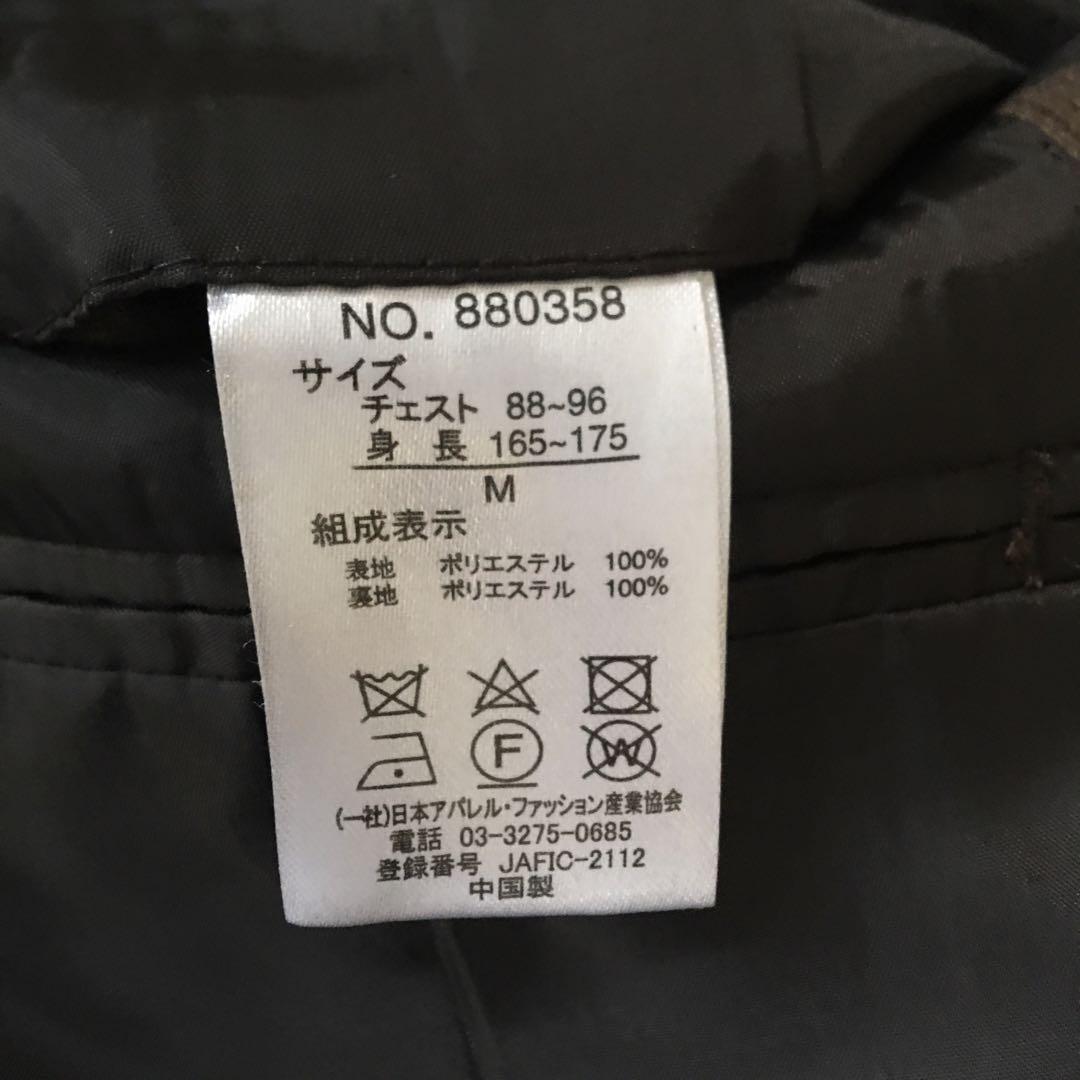 NO. 880358
サイズ
チェスト 88~96
身 長 165~175
M
組成表示
表地 ポリエステル 100%
裏地 ポリエステル 100%
F W
(一社)日本アパレル・ファッション産業協会
電話 03-3275-0685
登録番号 JAFIC-2112
中国製